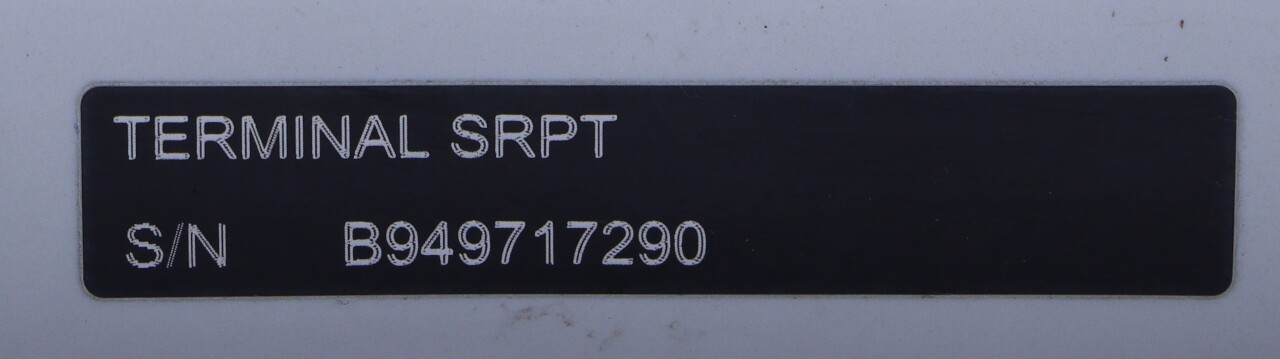 TERMINAL SRPT
S/N B949717290